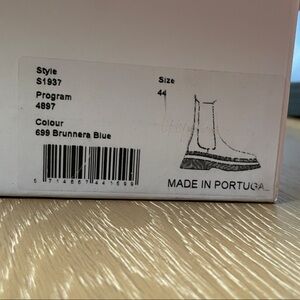 Style
S1937
Program
4897
Colour
699 Brunnera Blue
Size
44
MADE IN PORTUGAL